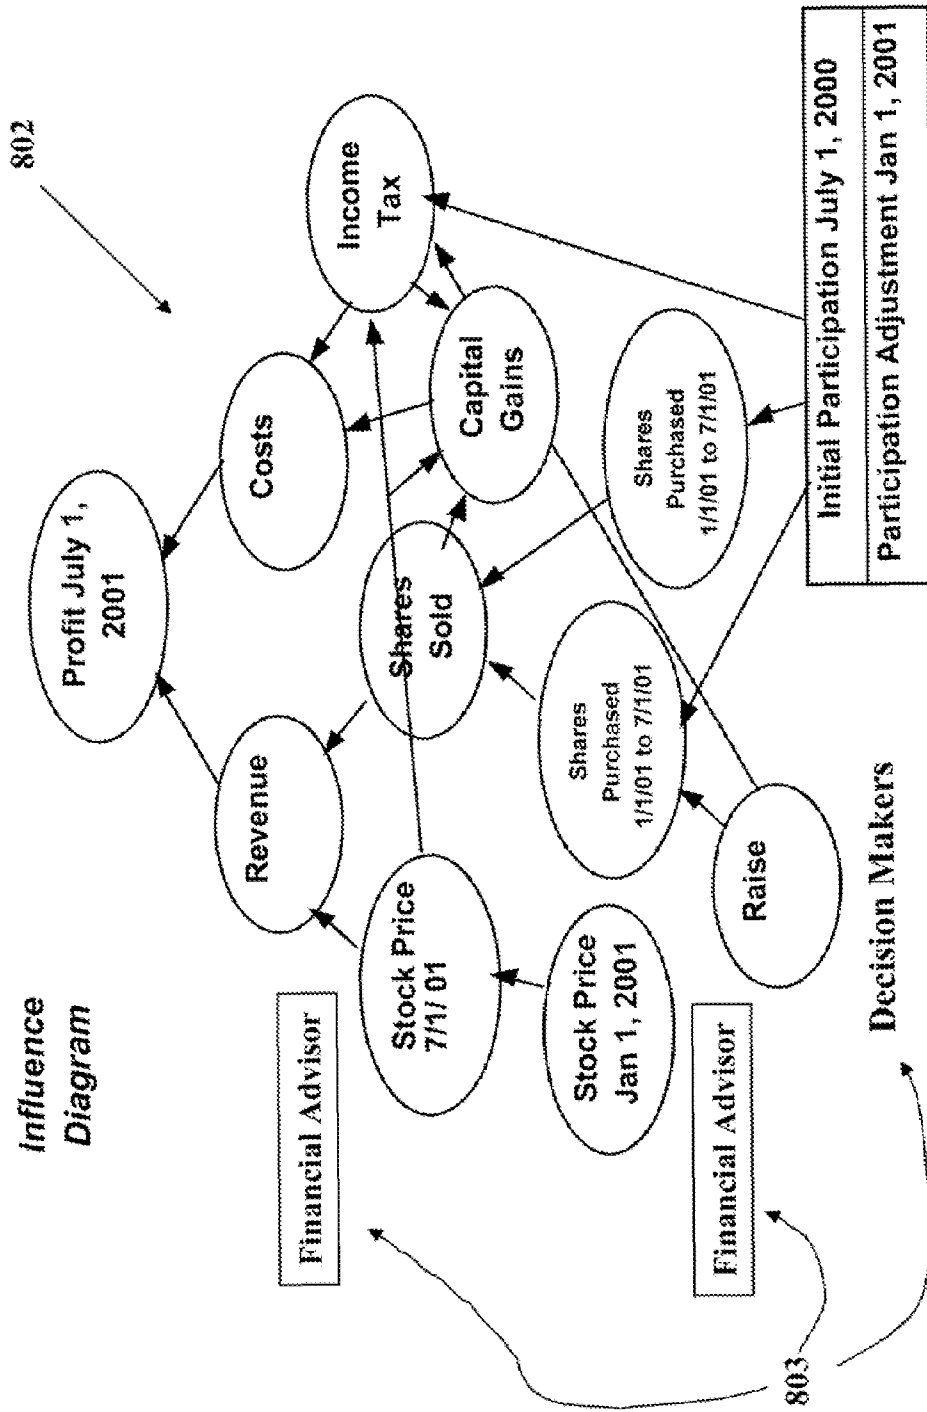 Influence
Diagram
802
Profit July 1,
2001
Revenue
Costs
Income
Tax
Financial Advisor
Stock Price
7/1/ 01
Shares
Sold
Capital
Gains
Stock Price
Jan 1, 2001
Shares
Purchased
1/1/01 to 7/1/01
Shares
Purchased
1/1/01 to 7/1/01
Financial Advisor
Raise
803
Decision Makers
Initial Participation July 1, 2000
Participation Adjustment Jan 1, 2001